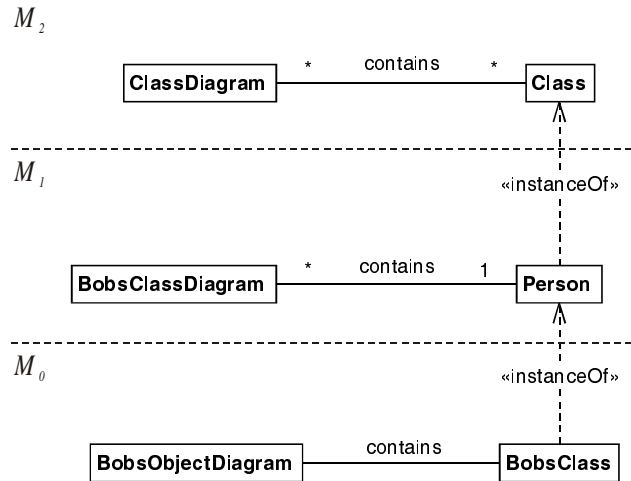 M2
* contains *
ClassDiagram Class
M1
«instanceOf»
* contains 1
BobsClassDiagram Person
M0
«instanceOf»
contains
BobsObjectDiagram BobsClass